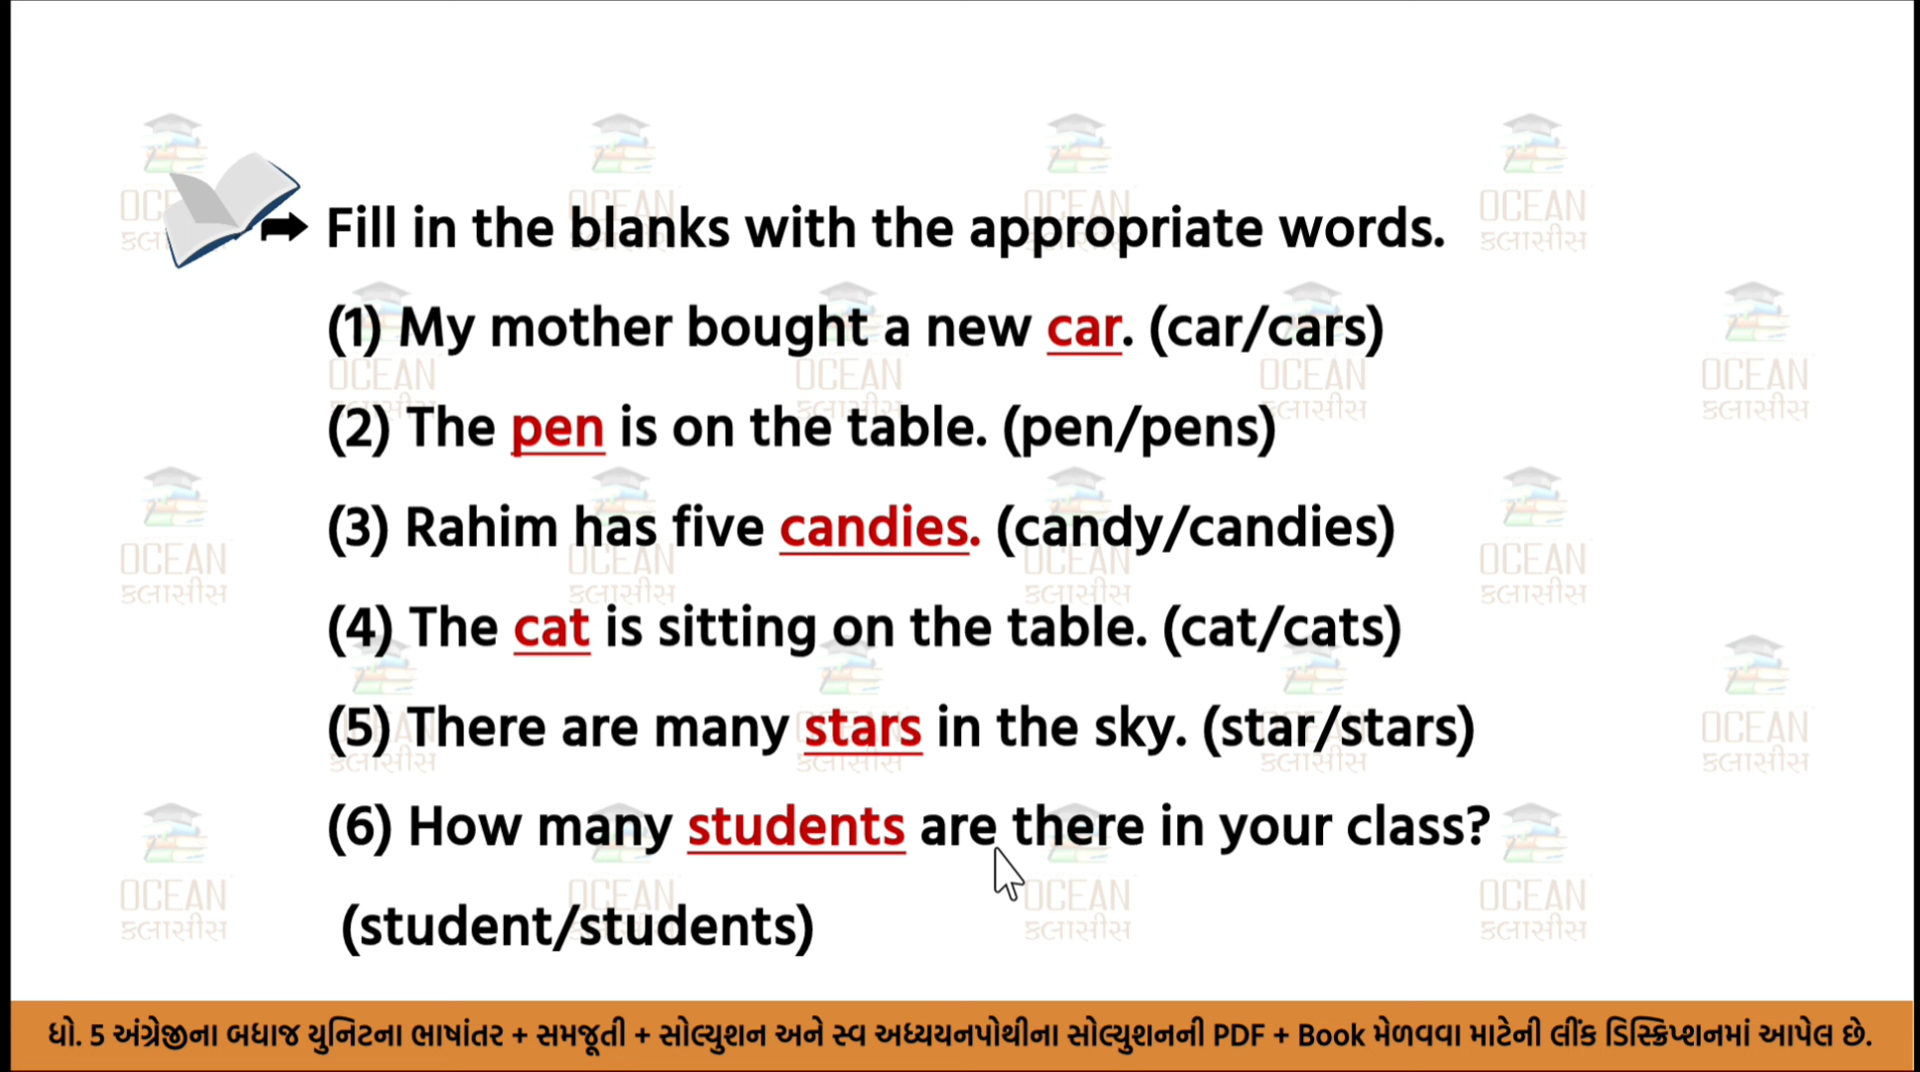 ➡ Fill in the blanks with the appropriate words.
(1) My mother bought a new car. (car/cars)
(2) The pen is on the table. (pen/pens)
(3) Rahim has five candies. (candy/candies)
(4) The cat is sitting on the table. (cat/cats)
(5) There are many stars in the sky. (star/stars)
(6) How many students are there in your class?
(student/students)
ધો. 5 અંગ્રેજીના બધાજ યુનિટના ભાષાંતર + સમજૂતી + સોલ્યુશન અને સ્વ અધ્યયનપોથીના સોલ્યુશનની PDF + Book મેળવવા માટેની લીંક ડિસ્ક્રિપ્શનમાં આપેલ છે.
OCEAN
કલાસીસ